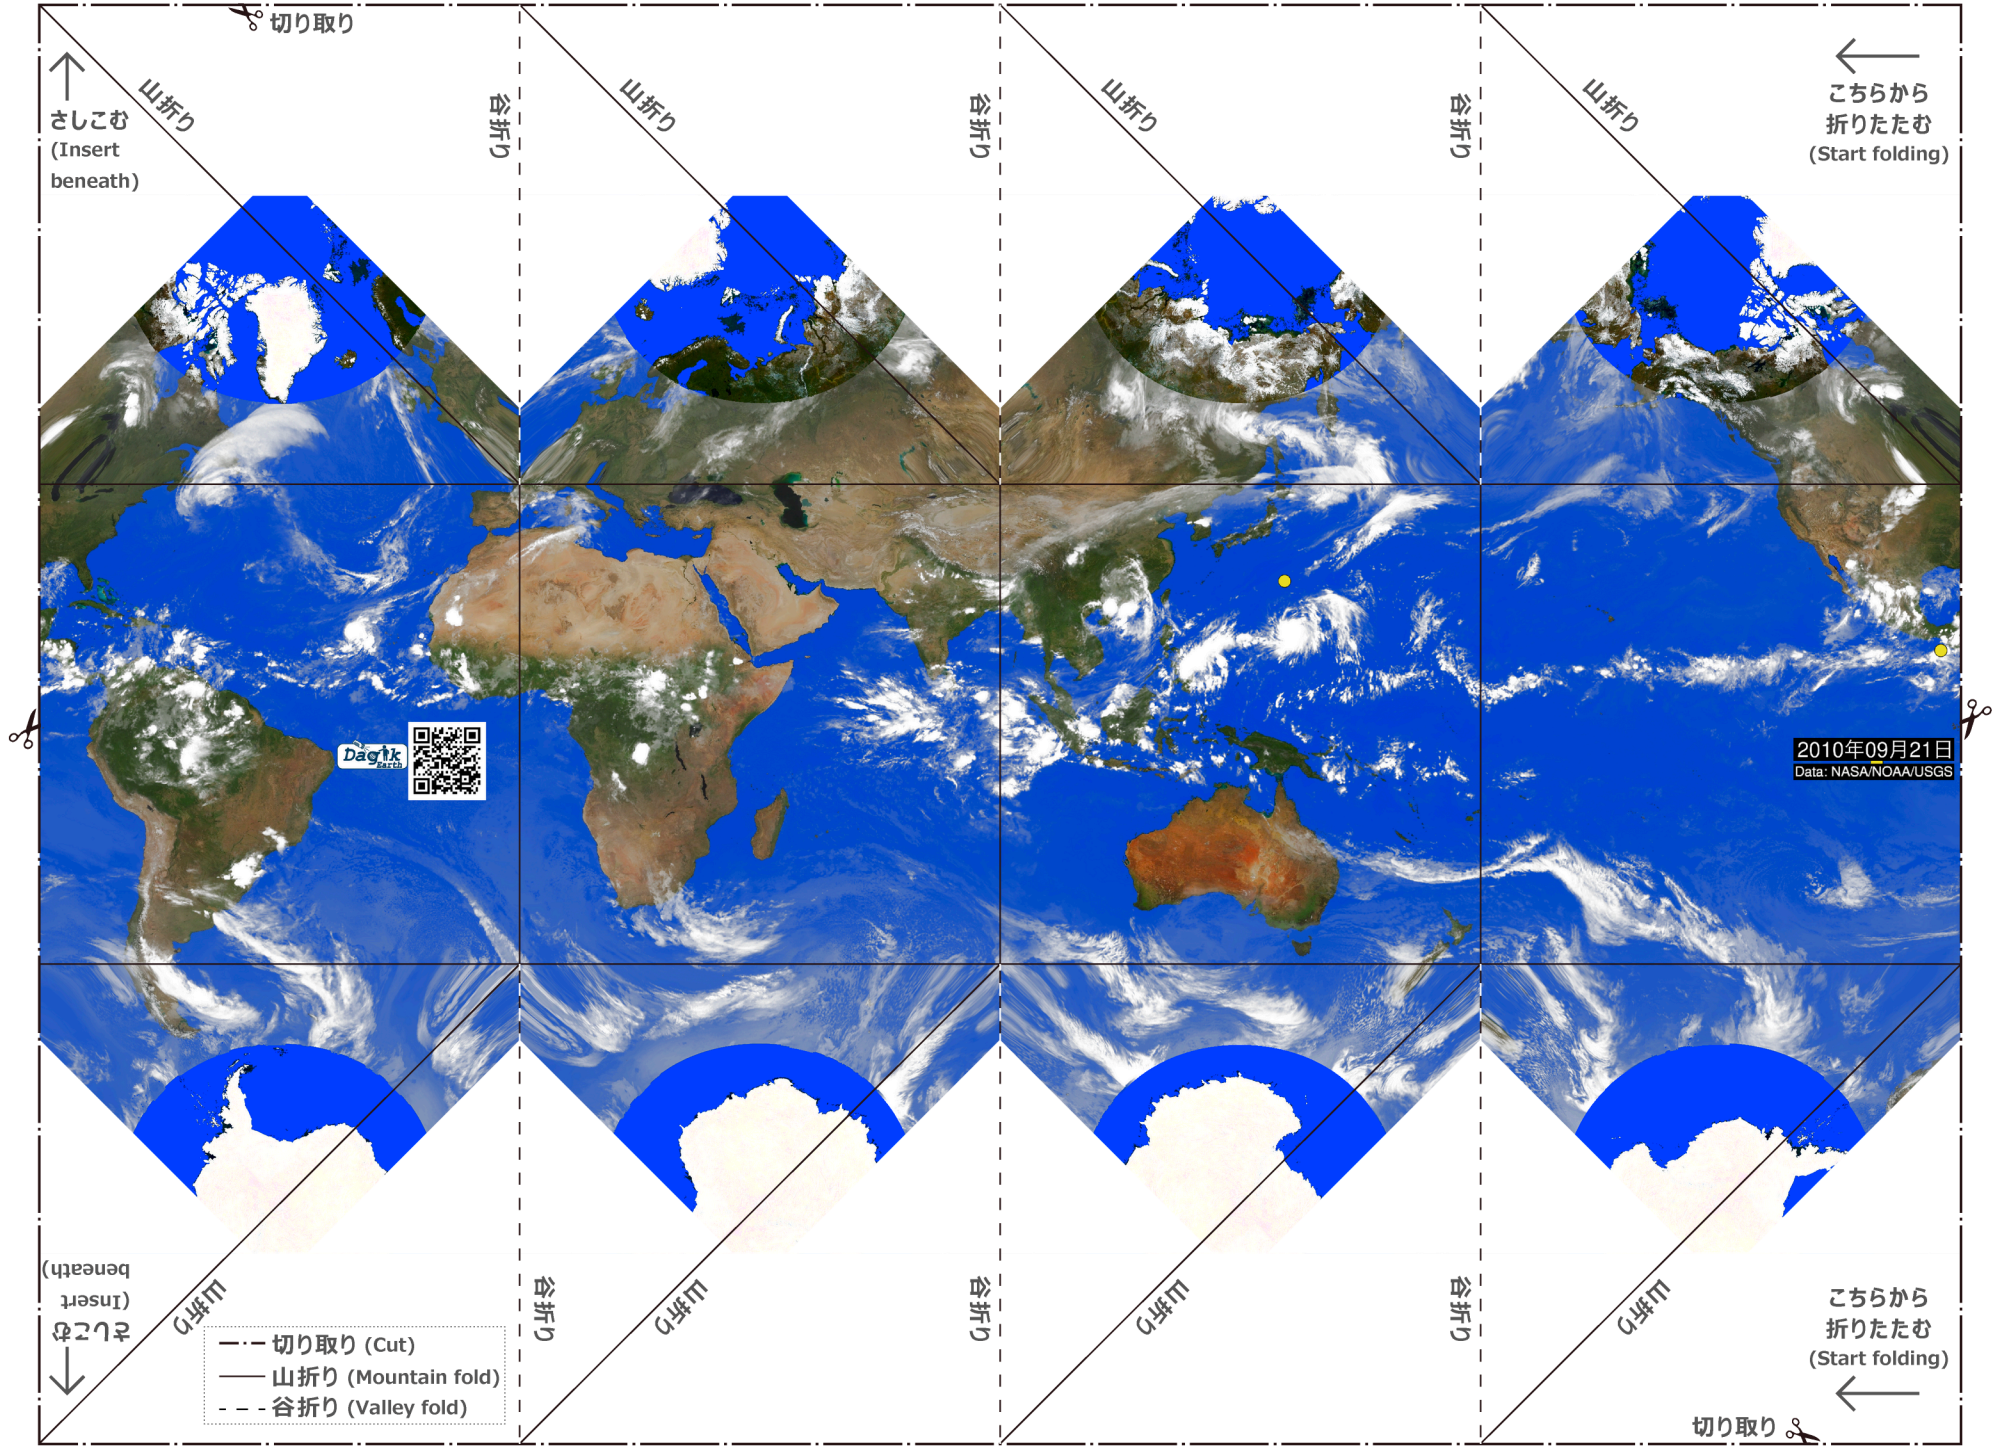 切り取り
山折り
山折り
山折り
山折り
谷折り
谷折り
谷折り
さしこむ
(Insert
beneath)
こちらから
折りたたむ
(Start folding)
Dagik
Earth
2010年09月21日
Data: NASA/NOAA/USGS
さしこむ
(Insert
beneath)
山折り
山折り
山折り
山折り
谷折り
谷折り
谷折り
こちらから
折りたたむ
(Start folding)
切り取り (Cut)
山折り (Mountain fold)
谷折り (Valley fold)
切り取り